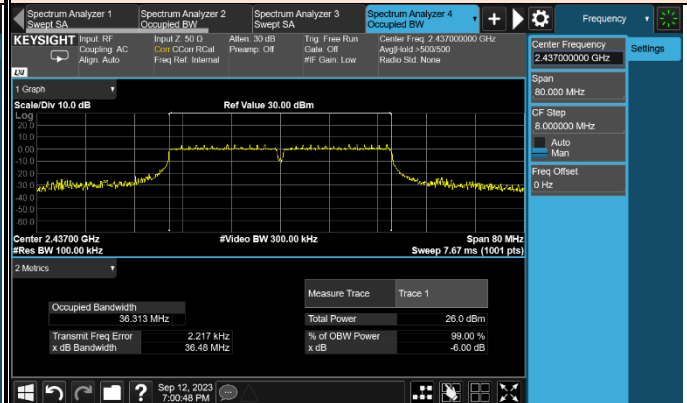 Spectrum Analyzer 1
Swept SA
Spectrum Analyzer 2
Occupied BW
Spectrum Analyzer 3
Swept SA
Spectrum Analyzer 4
Occupied BW
Frequency
KEYSIGHT
Input: RF
Coupling: AC
Align: Auto
Input Z: 50 Ω
Corr CCorr RCal
Freq Ref: Internal
Atten: 30 dB
Preamp: Off
Trig: Free Run
Gate: Off
#IF Gain: Low
Center Freq: 2.437000000 GHz
Avg|Hold:>500/500
Radio Std: None
LXI
Center Frequency
2.437000000 GHz
Settings
Span
80.000 MHz
CF Step
8.000000 MHz
Auto
Man
Freq Offset
0 Hz
1 Graph
Scale/Div 10.0 dB
Ref Value 30.00 dBm
Log
20.0
10.0
0.00
-10.0
-20.0
-30.0
-40.0
-50.0
-60.0
Center 2.43700 GHz
#Res BW 100.00 kHz
#Video BW 300.00 kHz
Span 80 MHz
Sweep 7.67 ms (1001 pts)
2 Metrics
Measure Trace
Trace 1
Occupied Bandwidth
36.313 MHz
Total Power
26.0 dBm
Transmit Freq Error
2.217 kHz
% of OBW Power
99.00 %
x dB Bandwidth
36.48 MHz
x dB
-6.00 dB
?
Sep 12, 2023
7:00:48 PM